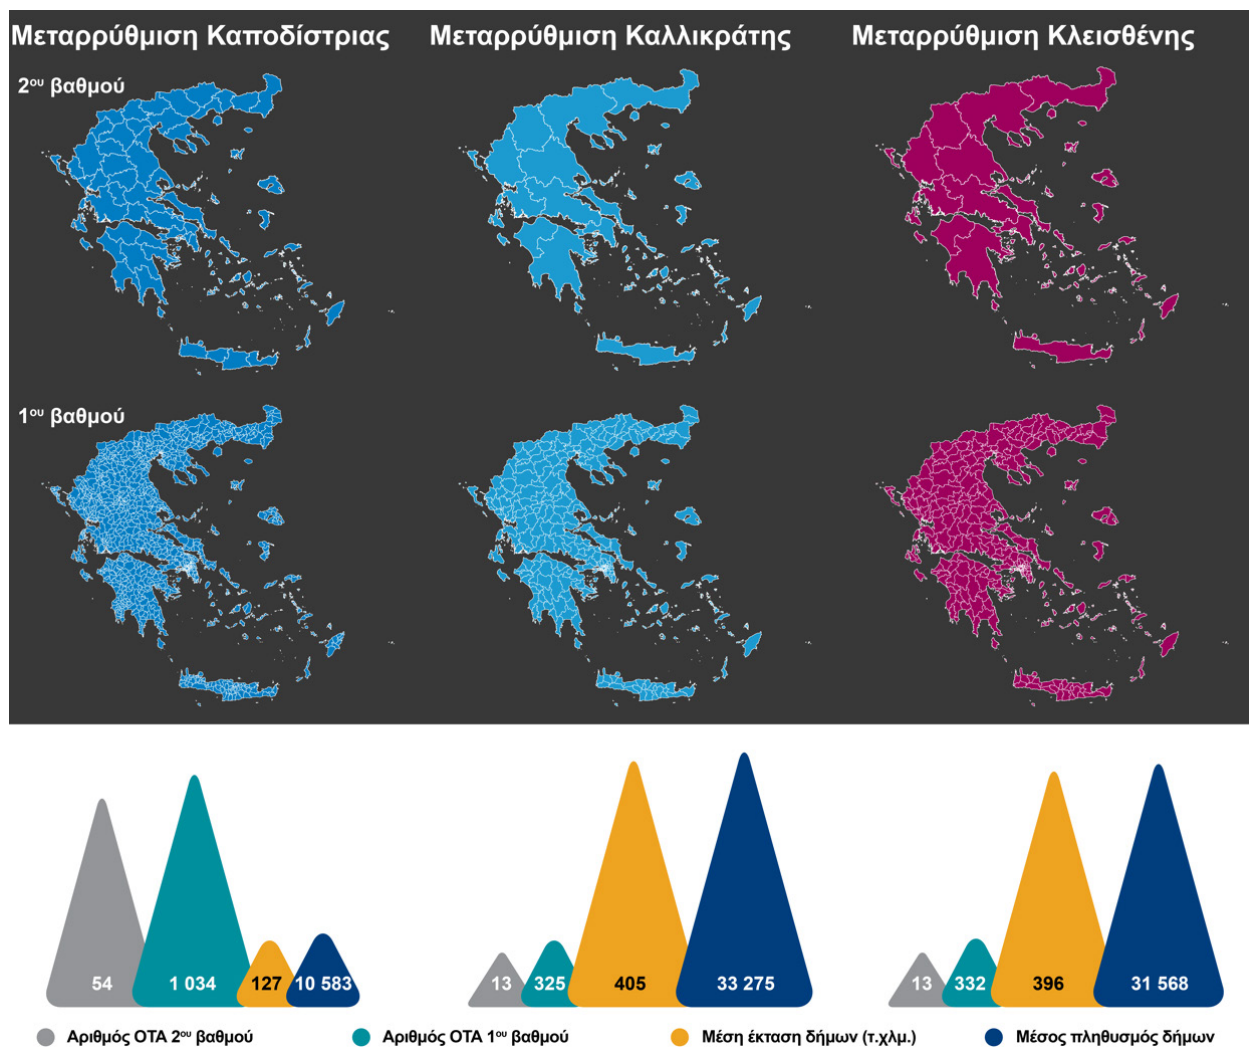 Μεταρρύθμιση Καποδίστριας Μεταρρύθμιση Καλλικράτης Μεταρρύθμιση Κλεισθένης
2ου βαθμού
1ου βαθμού
54 1 034 127 10 583 13 325 405 33 275 13 332 396 31 568
Αριθμός ΟΤΑ 2ου βαθμού Αριθμός ΟΤΑ 1ου βαθμού Μέση έκταση δήμων (τ.χλμ.) Μέσος πληθυσμός δήμων